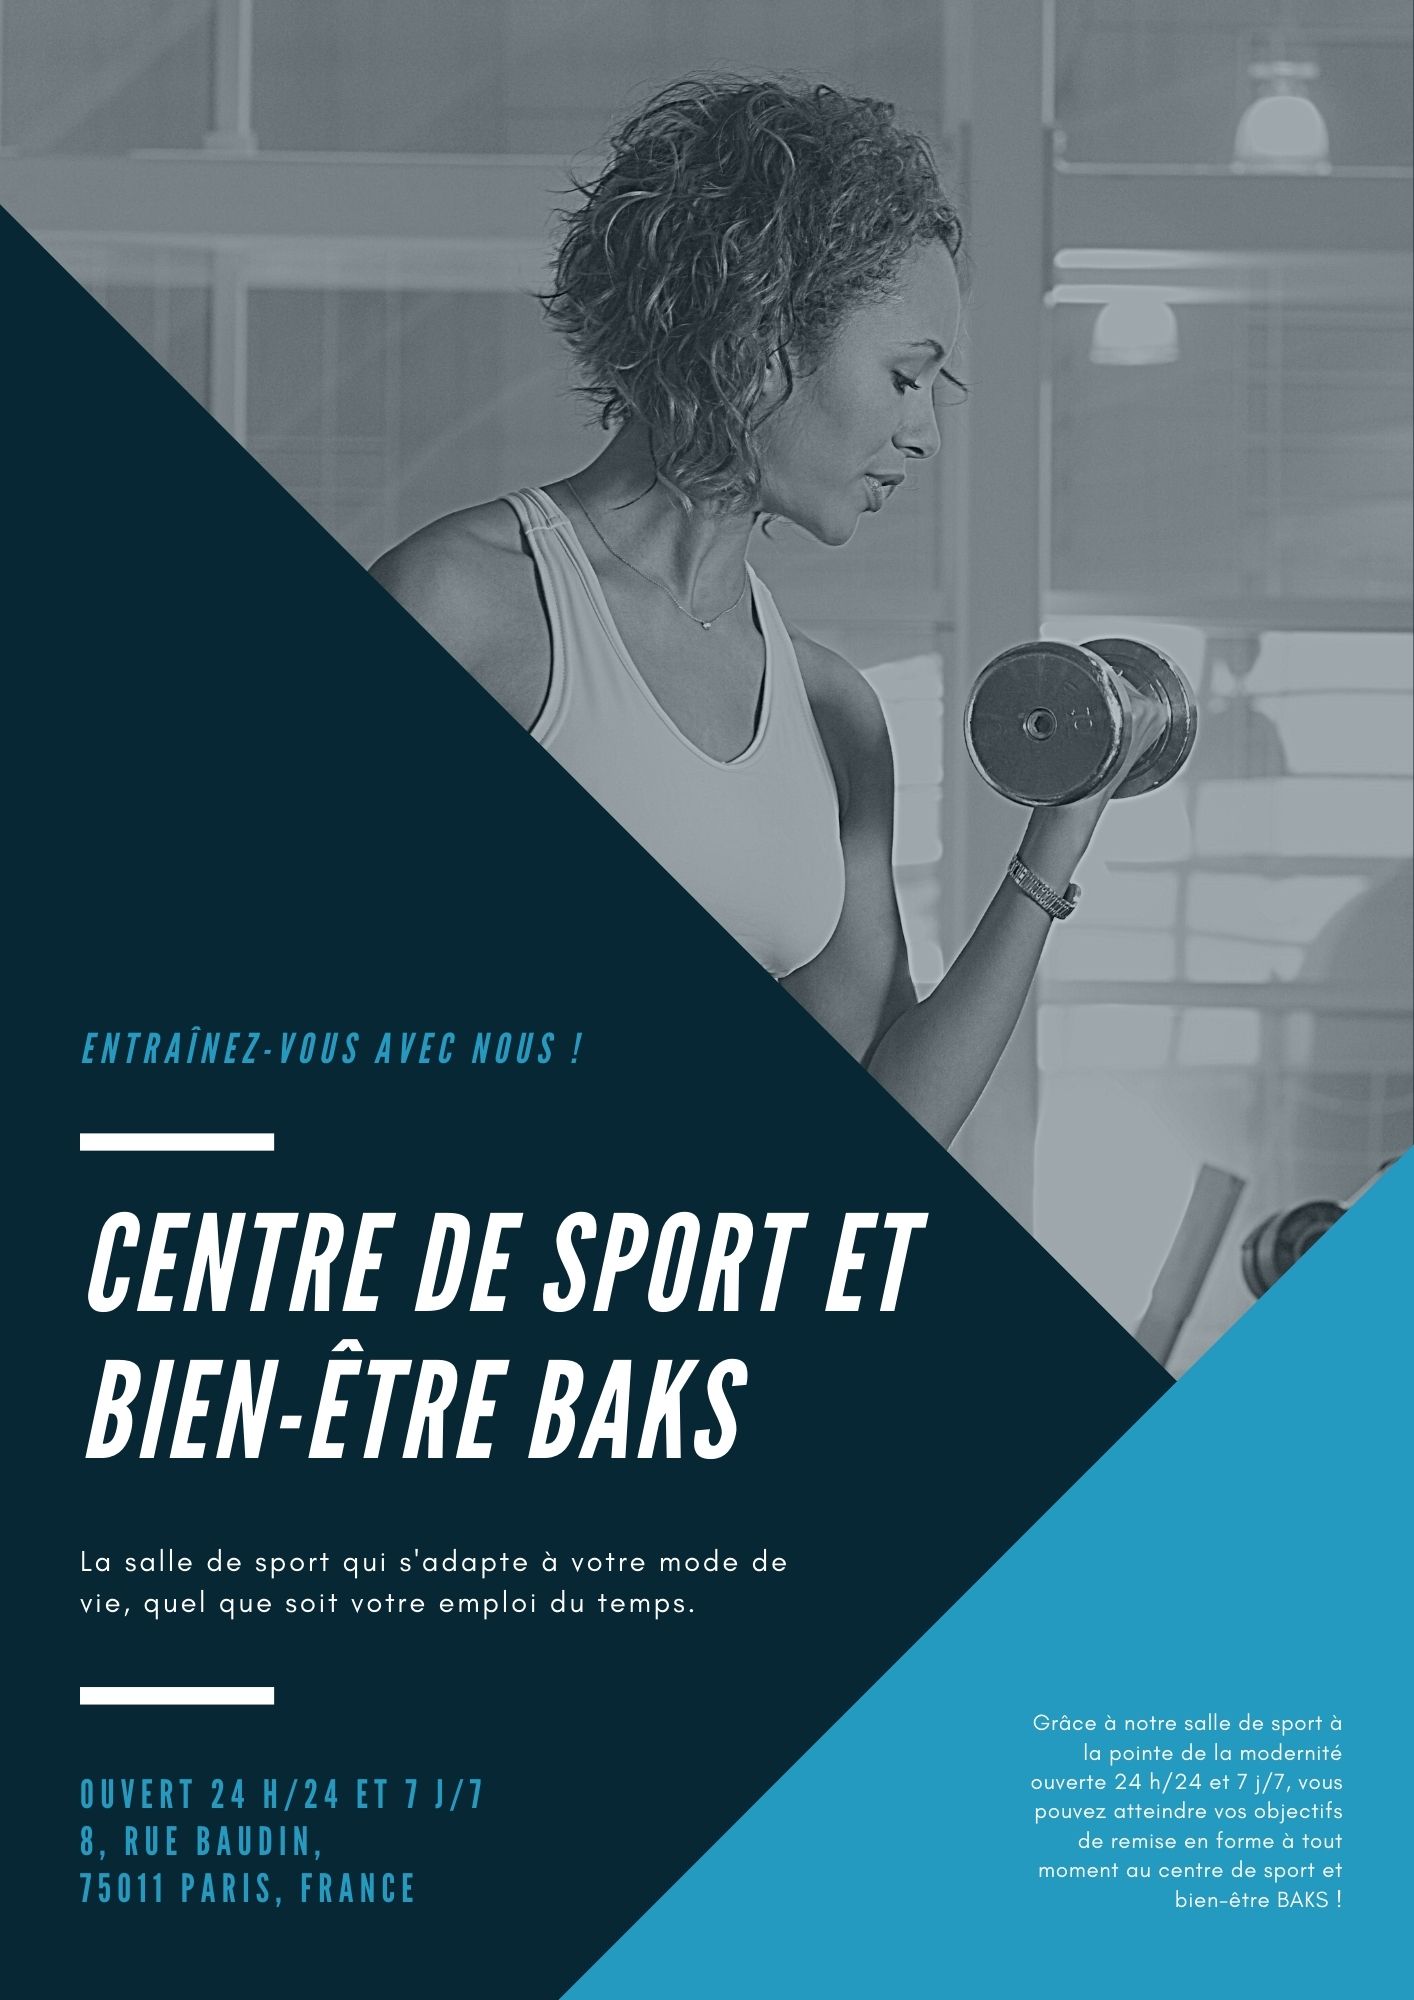 ENTRAÎNEZ-VOUS AVEC NOUS !
CENTRE DE SPORT ET
BIEN-ÊTRE BAKS
La salle de sport qui s'adapte à votre mode de
vie, quel que soit votre emploi du temps.
OUVERT 24 H/24 ET 7 J/7
8, RUE BAUDIN,
75011 PARIS, FRANCE
Grâce à notre salle de sport à
la pointe de la modernité
ouverte 24 h/24 et 7 j/7, vous
pouvez atteindre vos objectifs
de remise en forme à tout
moment au centre de sport et
bien-être BAKS !